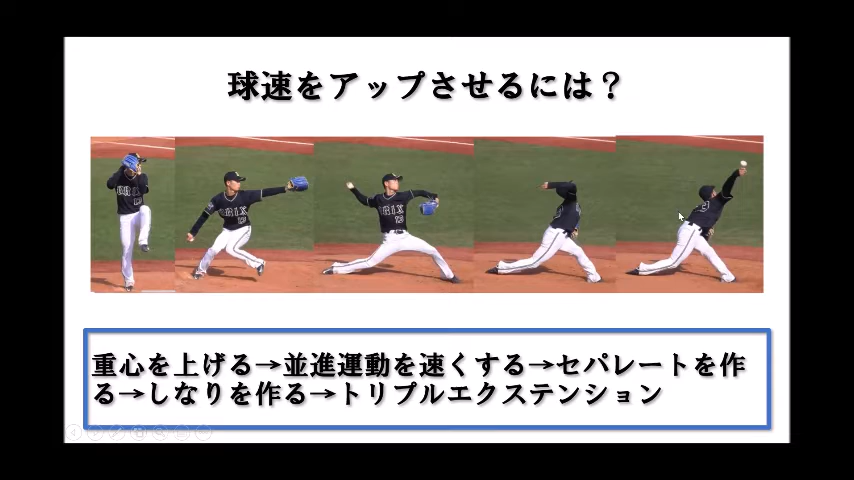 球速をアップさせるには？
重心を上げる→並進運動を速くする→セパレートを作
る→しなりを作る→トリプルエクステンション